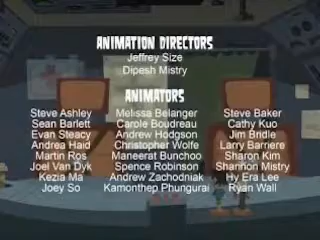 ANIMATION DIRECTORS
Jeffrey Size
Dipesh Mistry
ANIMATORS
Steve Ashley Melissa Belanger Steve Baker
Sean Barlett Carole Boudreau Cathy Kuo
Evan Steacy Andrew Hodgson Jim Bridle
Andrea Haid Christopher Wolfe Larry Barriere
Martin Ros Maneerat Bunchoo Sharon Kim
Joel Van Dyk Spence Robinson Shannon Mistry
Kezia Ma Andrew Zachodniak Hy Era Lee
Joey So Kamonthep Phungurai Ryan Wall